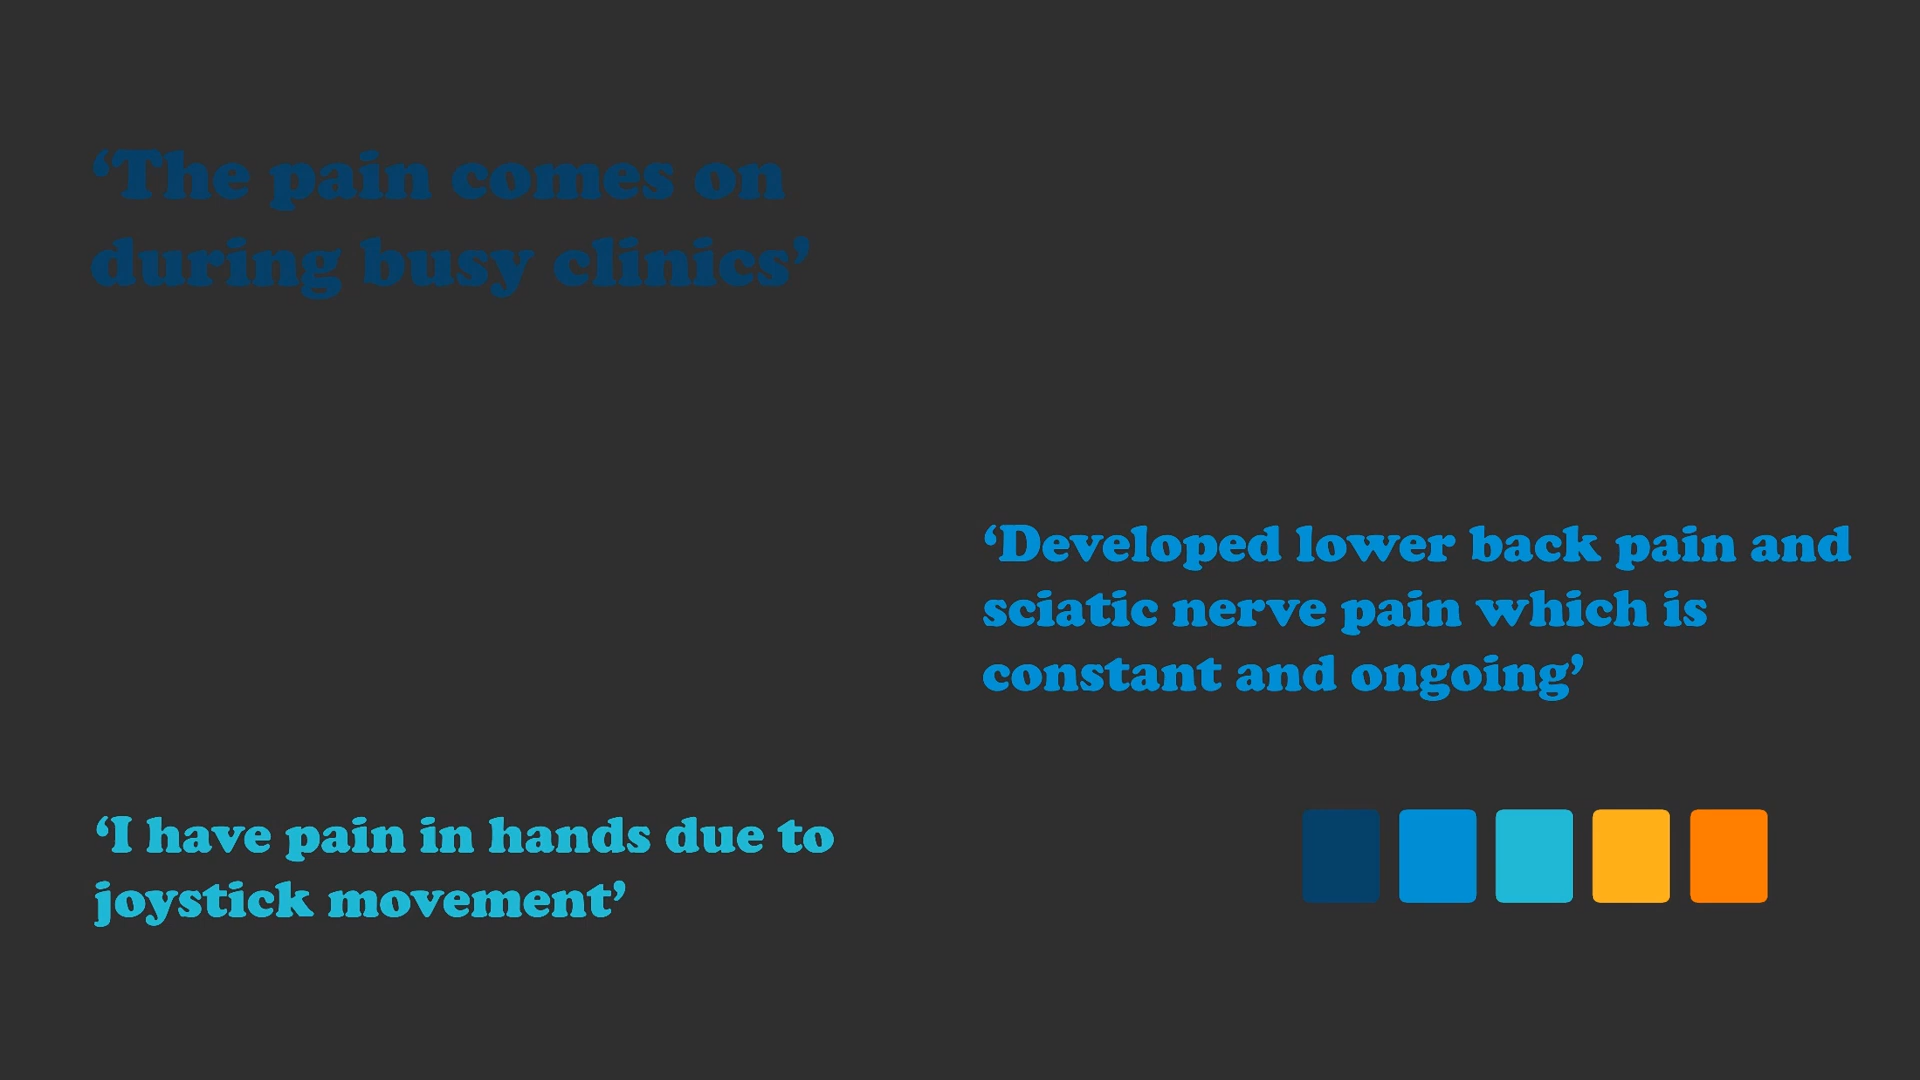 ‘The pain comes on
during busy clinics’
‘Developed lower back pain and
sciatic nerve pain which is
constant and ongoing’
‘I have pain in hands due to
joystick movement’